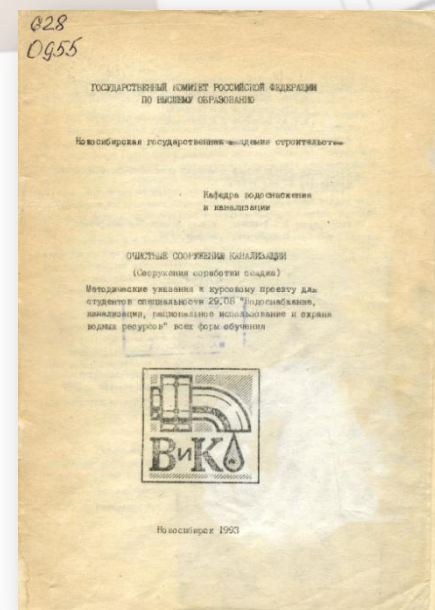 628
О955
ГОСУДАРСТВЕННЫЙ КОМИТЕТ РОССИЙСКОЙ ФЕДЕРАЦИИ
ПО ВЫСШЕМУ ОБРАЗОВАНИЮ
Новосибирская государственная академия строительства
Кафедра водоснабжения
и канализации
ОЧИСТНЫЕ СООРУЖЕНИЯ КАНАЛИЗАЦИИ
(Сооружения обработки осадка)
Методические указания к курсовому проекту для
студентов специальности 29.08 "Водоснабжение,
канализация, рациональное использование и охрана
водных ресурсов" всех форм обучения
ВиК
Новосибирск 1993